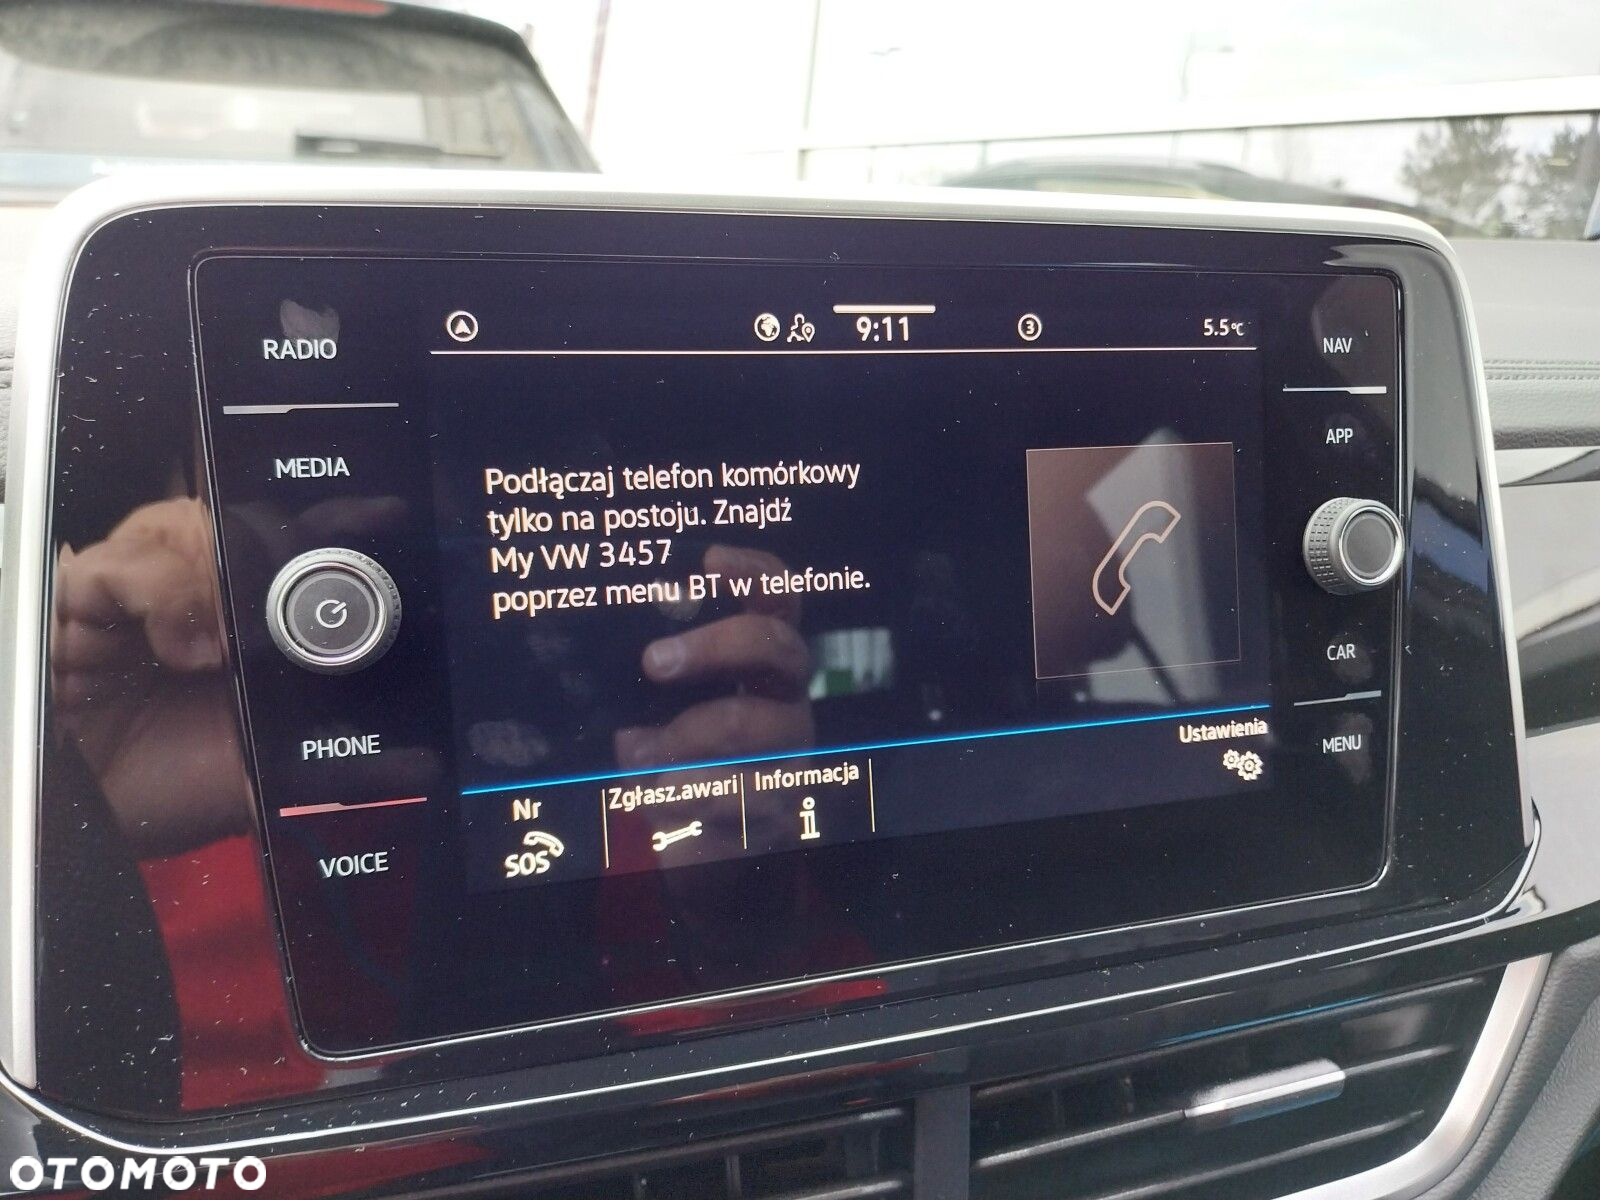 RADIO
MEDIA
PHONE
VOICE
9:11
3
5.5°C
Podłączaj telefon komórkowy
tylko na postoju. Znajdź
My VW 3457
poprzez menu BT w telefonie.
Nr
SOS
Zgłasz.awari
Informacja
i
Ustawienia
NAV
APP
CAR
MENU
OTOMOTO